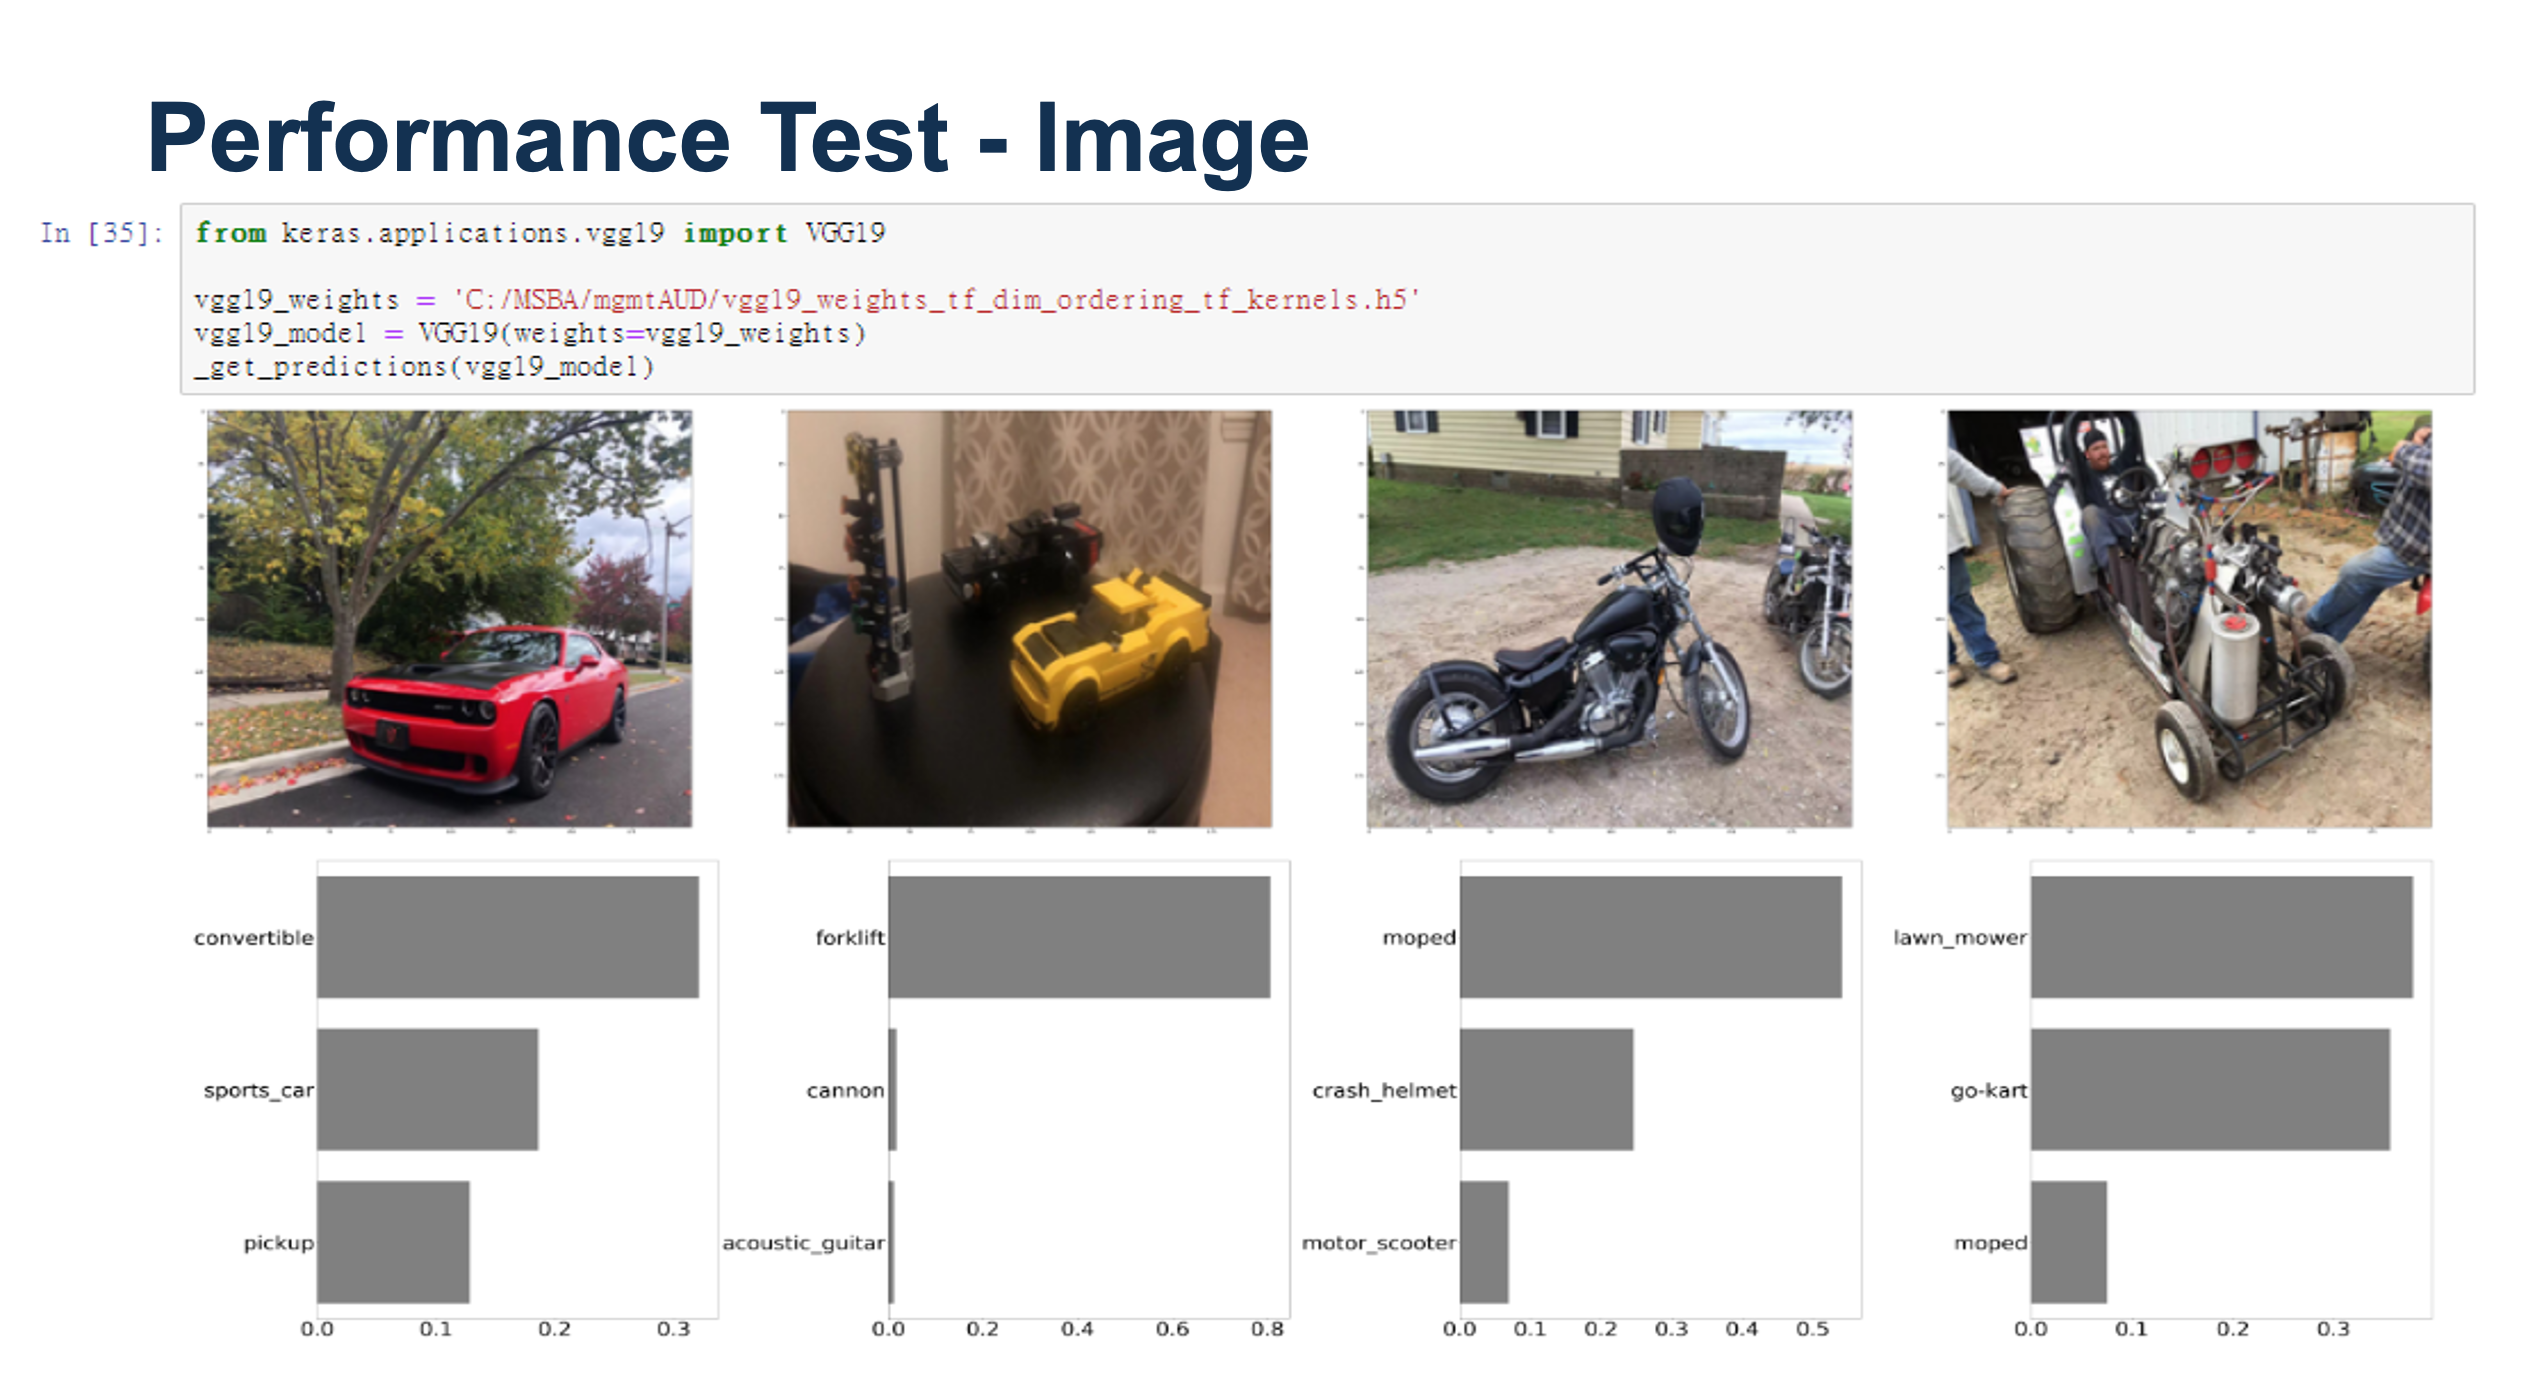 Performance Test - Image
In [35]:
from keras.applications.vgg19 import VGG19
vgg19_weights = 'C:/MSBA/mgmtAUD/vgg19_weights_tf_dim_ordering_tf_kernels.h5'
vgg19_model = VGG19(weights=vgg19_weights)
_get_predictions(vgg19_model)
convertible
sports_car
pickup
0.0 0.1 0.2 0.3
forklift
cannon
acoustic_guitar
0.0 0.2 0.4 0.6 0.8
moped
crash_helmet
motor_scooter
0.0 0.1 0.2 0.3 0.4 0.5
lawn_mower
go-kart
moped
0.0 0.1 0.2 0.3